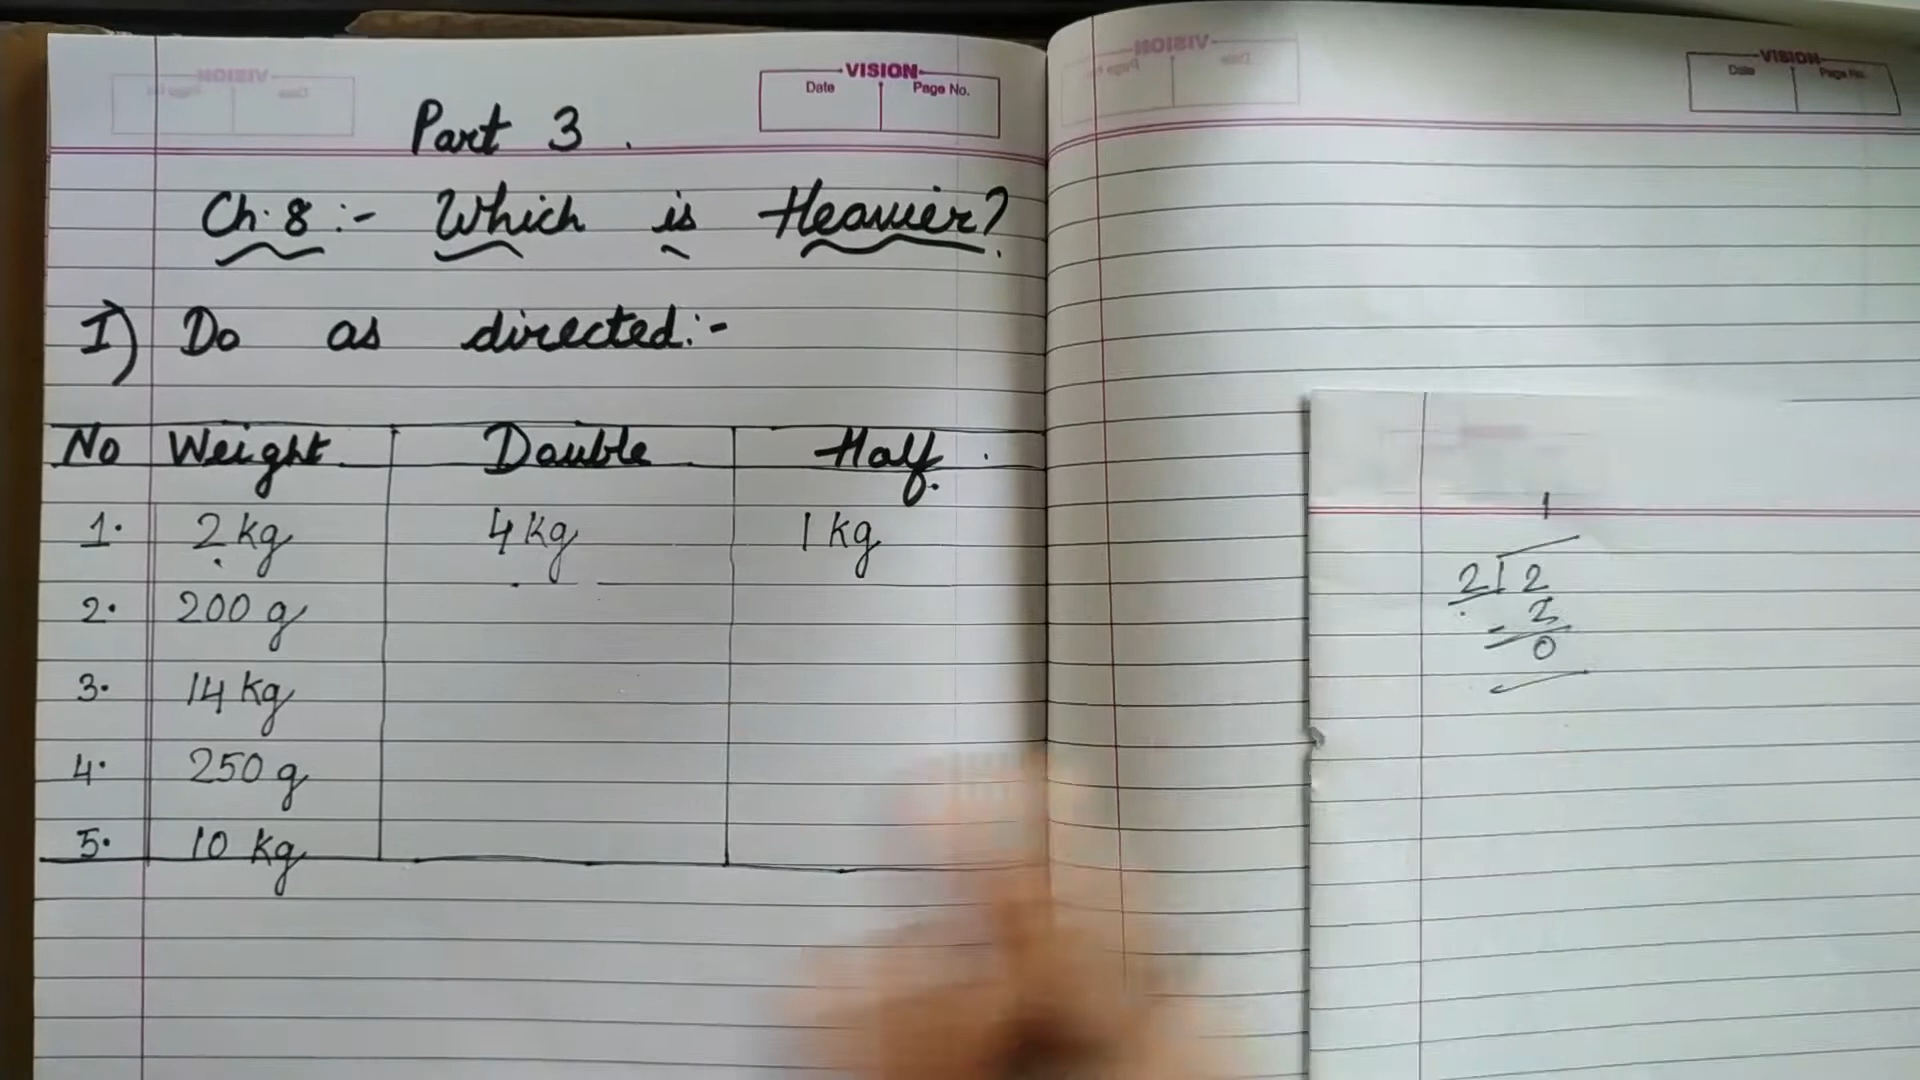 VISION
Date Page No.
Part 3 .
Ch. 8 :- Which is Heavier?
I) Do as directed:-
No Weight Double Half.
1. 2 kg 4 kg 1 kg
2. 200 g
3. 14 kg
4. 250 g
5. 10 kg
VISION
Date Page No.
1
2 2
- 2
0